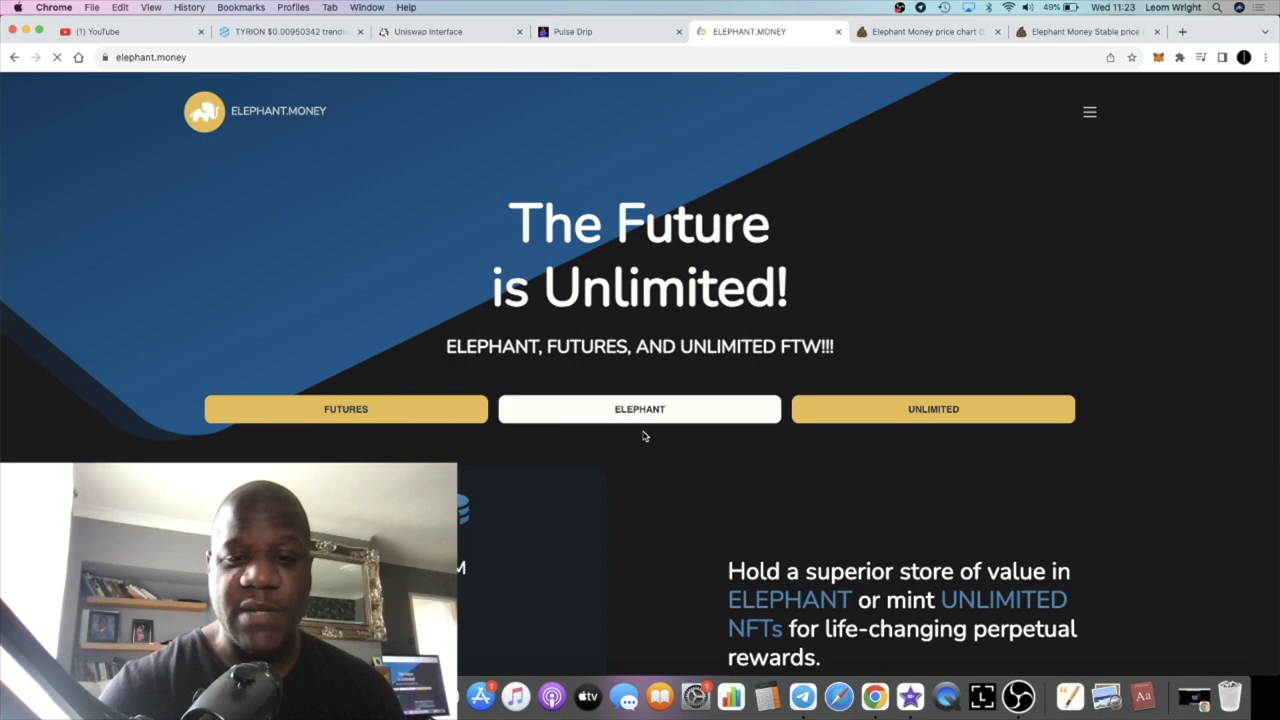 Chrome File Edit View History Bookmarks Profiles Tab Window Help 49% Wed 11:23 Leom Wright
(1) YouTube TYRION $0.00950342 trendin Uniswap Interface Pulse Drip ELEPHANT.MONEY Elephant Money price chart ( Elephant Money Stable price
elephant.money
ELEPHANT.MONEY
The Future
is Unlimited!
ELEPHANT, FUTURES, AND UNLIMITED FTW!!!
FUTURES ELEPHANT UNLIMITED
M
Hold a superior store of value in
ELEPHANT or mint UNLIMITED
NFTs for life-changing perpetual
rewards.
tv Aa